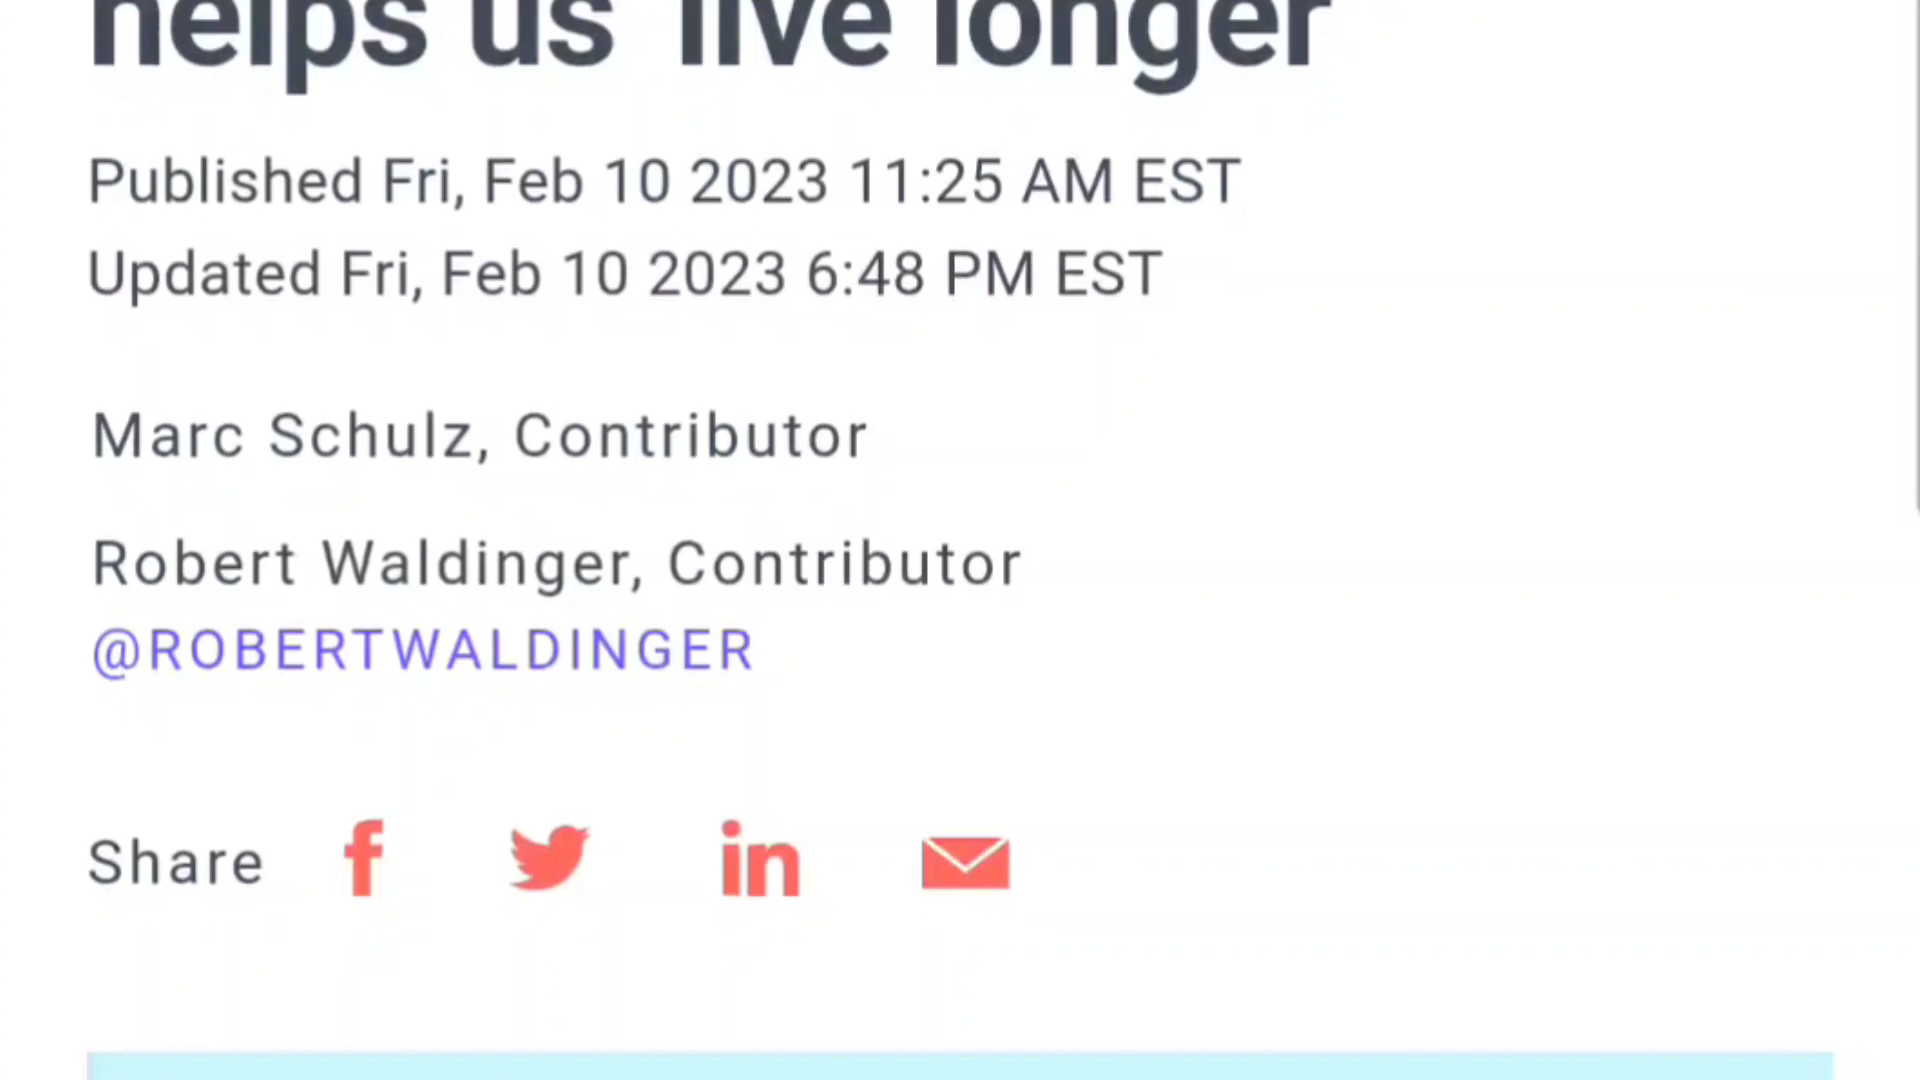 helps us 'live longer
Published Fri, Feb 10 2023 11:25 AM EST
Updated Fri, Feb 10 2023 6:48 PM EST
Marc Schulz, Contributor
Robert Waldinger, Contributor
@ROBERTWALDINGER
Share f in